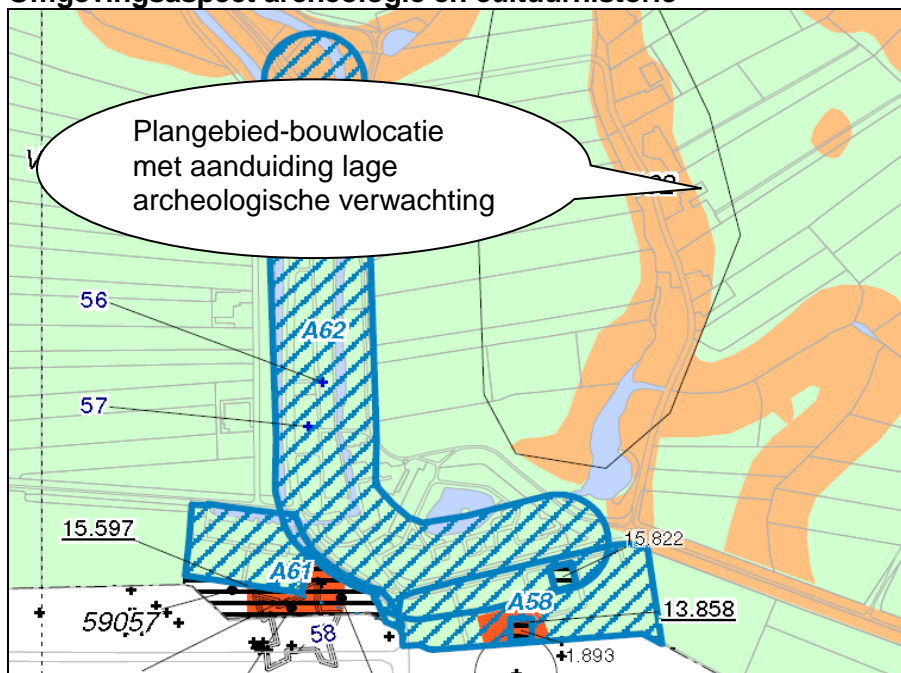 Omgevingsaspect archeologie en cultuurhistorie
Plangebied-bouwlocatie
met aanduiding lage
archeologische verwachting
56
A62
57
15.597
15.822
A61
A58
13.858
59057
58
1.893